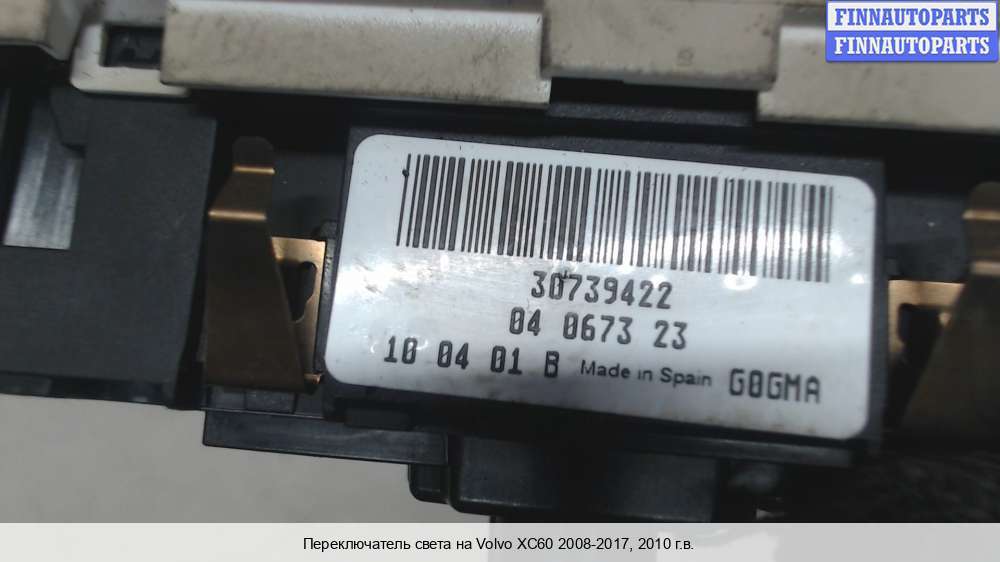 FINNAUTOPARTS
FINNAUTOPARTS
30739422
04 0673 23
10 04 01 B Made in Spain G0GMA
Переключатель света на Volvo XC60 2008-2017, 2010 г.в.